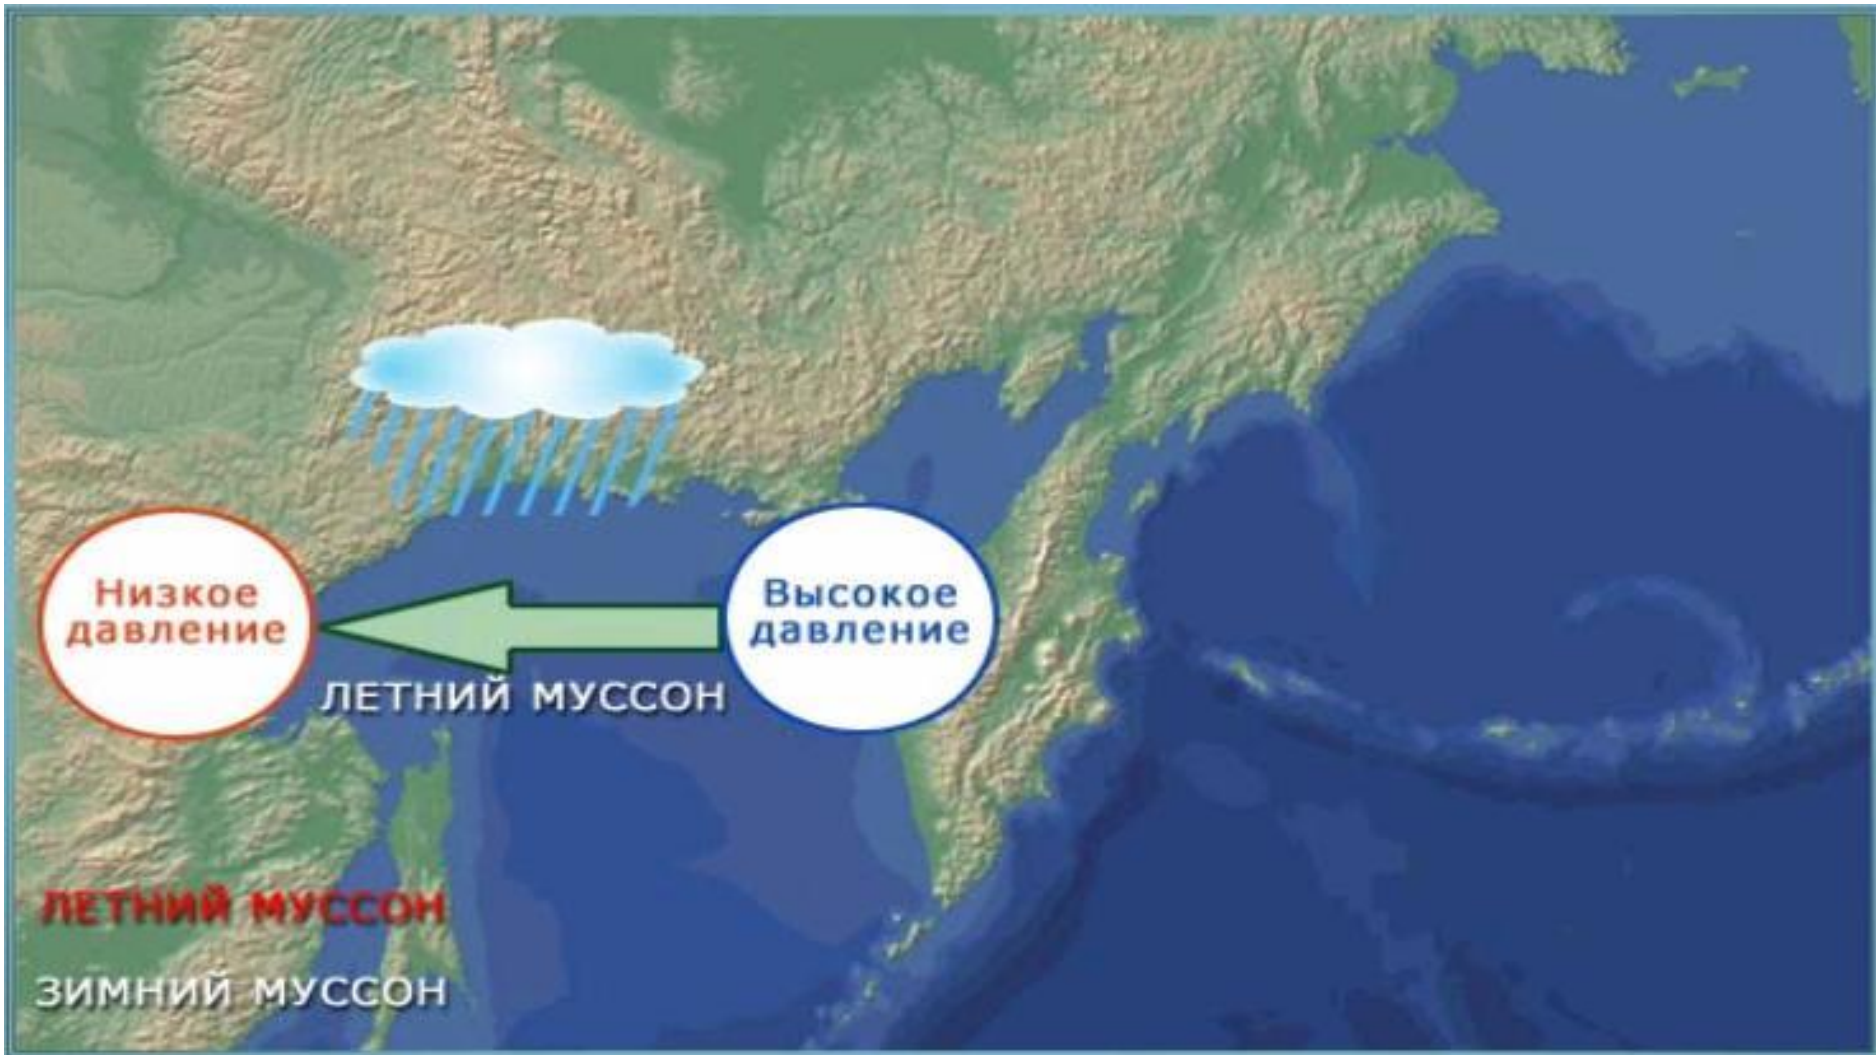 Низкое
давление
Высокое
давление
ЛЕТНИЙ МУССОН
ЛЕТНИЙ МУССОН
ЗИМНИЙ МУССОН